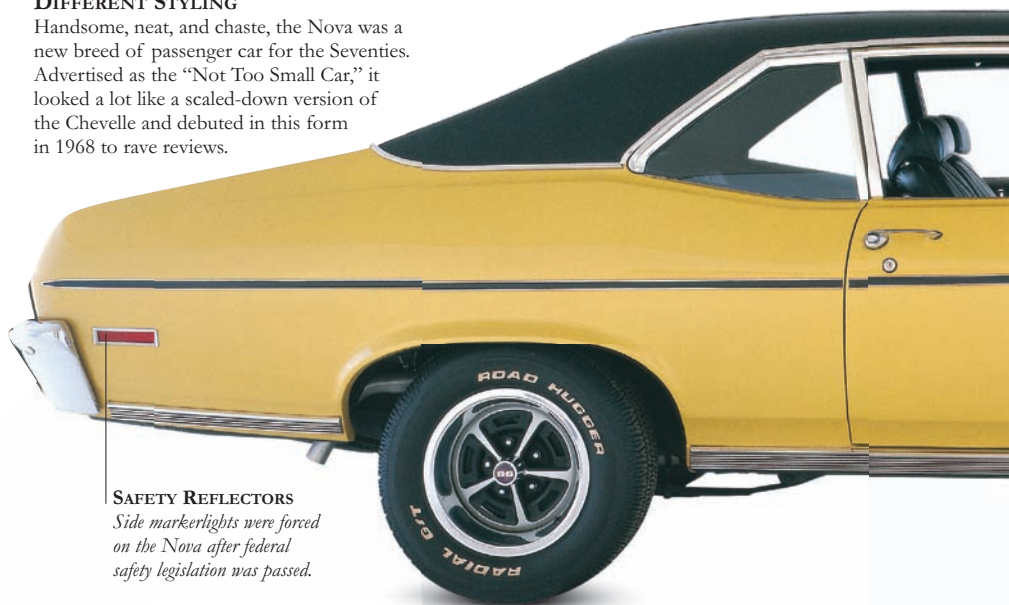 DIFFERENT STYLING
Handsome, neat, and chaste, the Nova was a
new breed of passenger car for the Seventies.
Advertised as the “Not Too Small Car,” it
looked a lot like a scaled-down version of
the Chevelle and debuted in this form
in 1968 to rave reviews.
ROAD HUGGER
RADIAL G/T
SAFETY REFLECTORS
Side markerlights were forced
on the Nova after federal
safety legislation was passed.